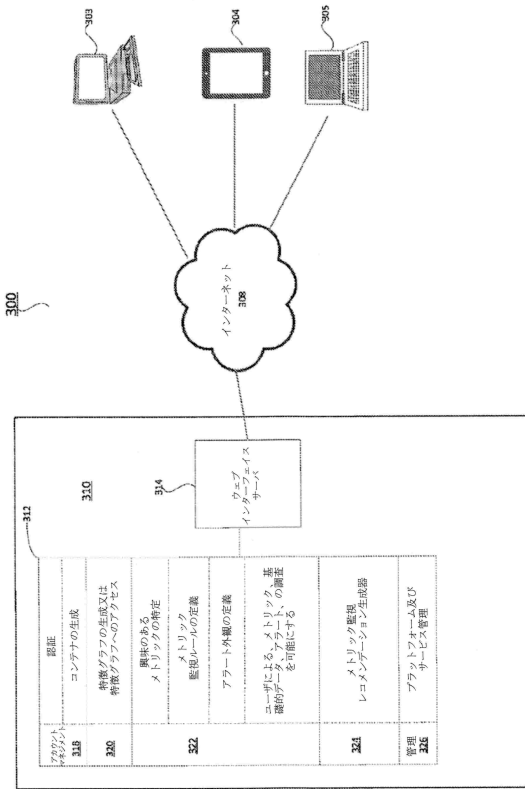 300
303
304
305
インターネット
308
310
312
314
ウェブ
インターフェイス
サーバ
アカウント
マネジメント
318
認証
コンテナの生成
320
特徴グラフの生成又は
特徴グラフへのアクセス
322
興味のある
メトリックの特定
メトリック
監視ルールの定義
アラート外観の定義
ユーザによる、メトリック、基
礎的データ、アラート、の調査
を可能にする
324
メトリック監視
レコメンデーション生成器
管理
326
プラットフォーム及び
サービス管理